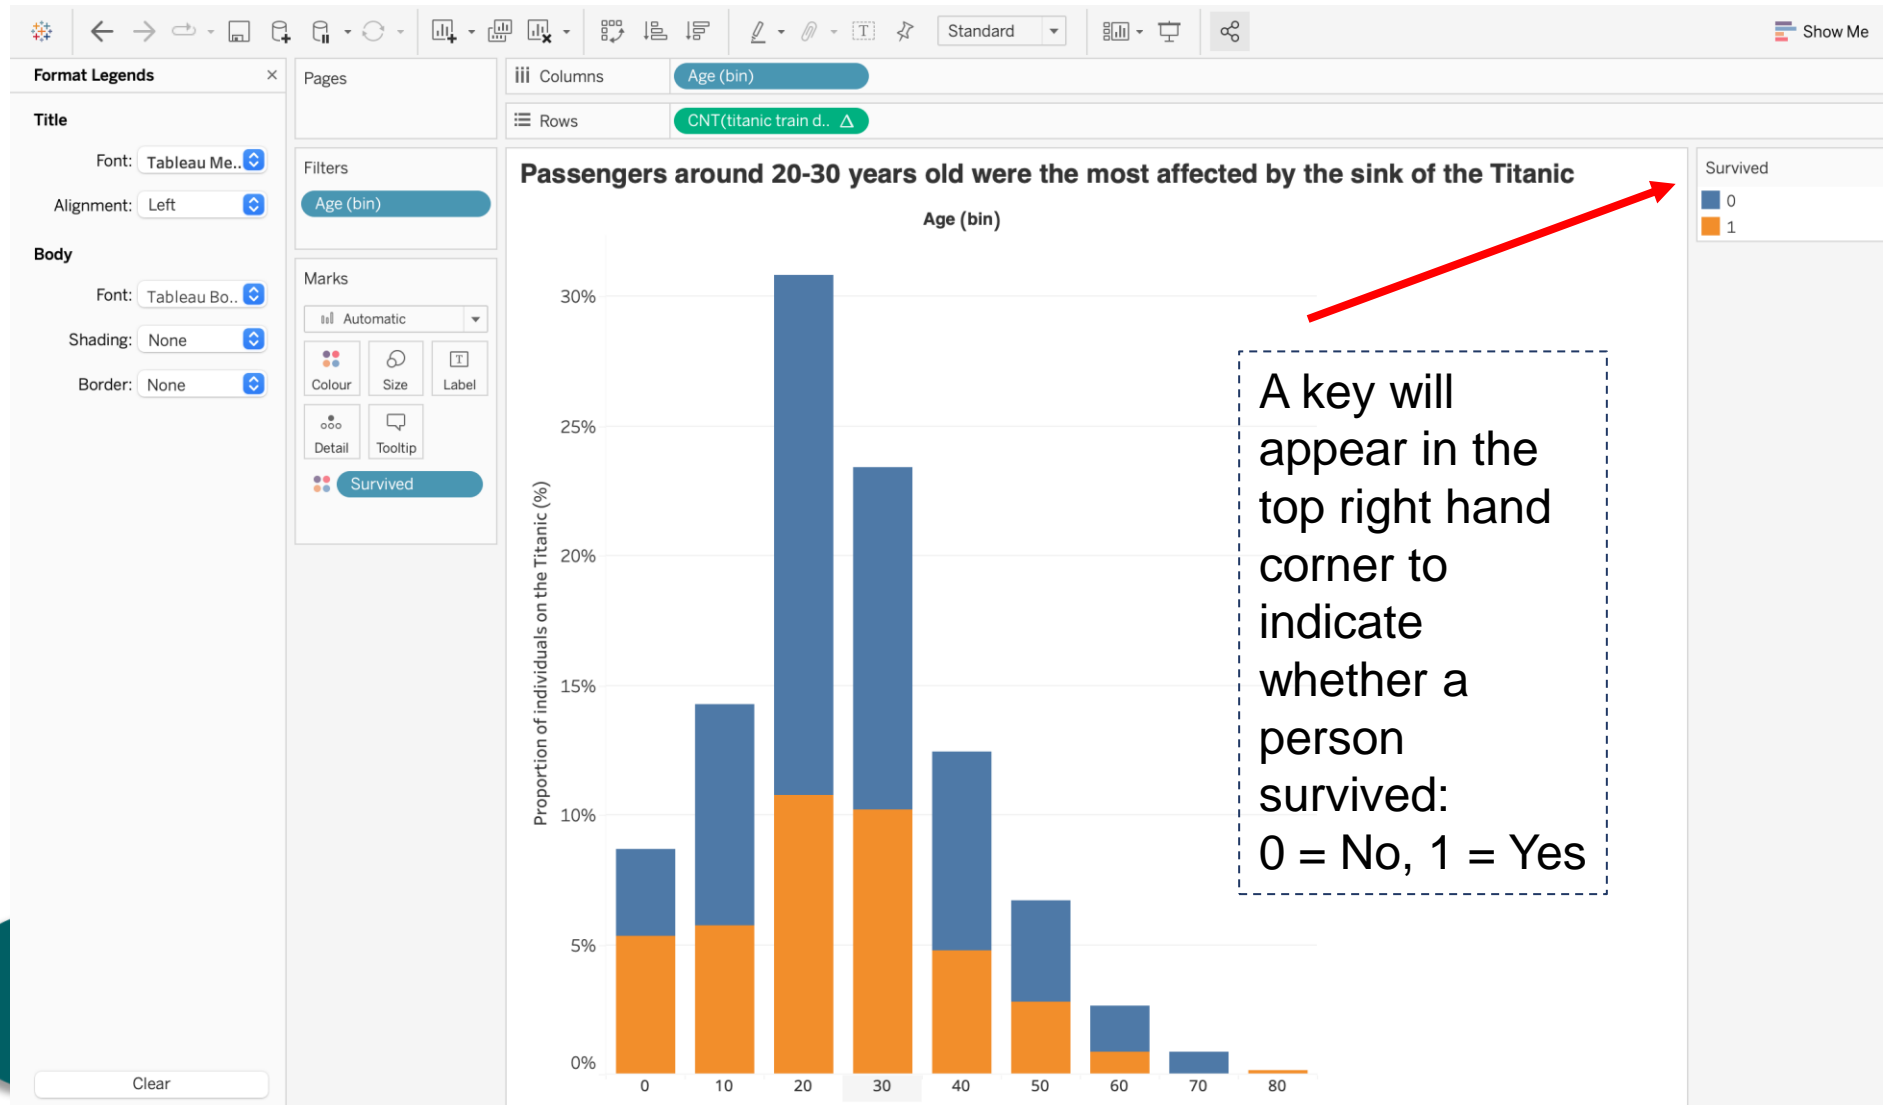 Standard
Show Me
Format Legends
Title
Font: Tableau Me..
Alignment: Left
Body
Font: Tableau Bo..
Shading: None
Border: None
Clear
Pages
Filters
Age (bin)
Marks
Automatic
Colour Size Label
Detail Tooltip
Survived
Columns Age (bin)
Rows CNT(titanic train d.. Δ
Passengers around 20-30 years old were the most affected by the sink of the Titanic
Age (bin)
Proportion of individuals on the Titanic (%)
30%
25%
20%
15%
10%
5%
0%
0 10 20 30 40 50 60 70 80
A key will
appear in the
top right hand
corner to
indicate
whether a
person
survived:
0 = No, 1 = Yes
Survived
0
1